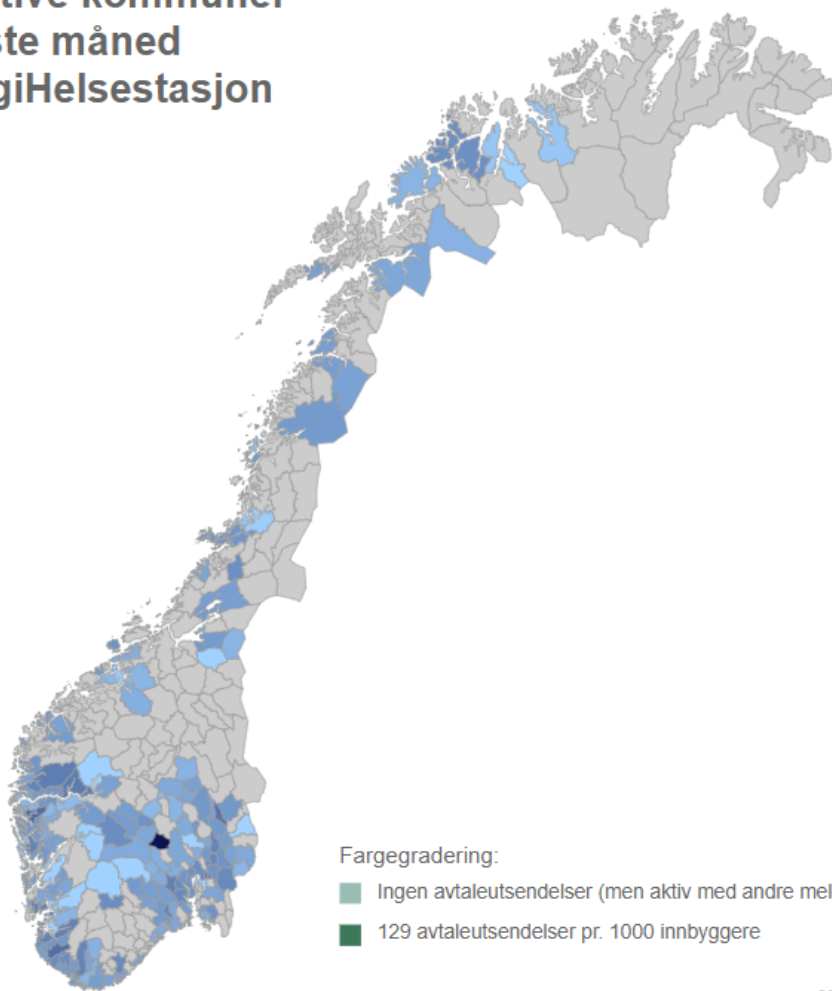 ste måned
giHelsestasjon
Fargegradering:
Ingen avtaleutsendelser (men aktiv med andre mel
129 avtaleutsendelser pr. 1000 innbyggere